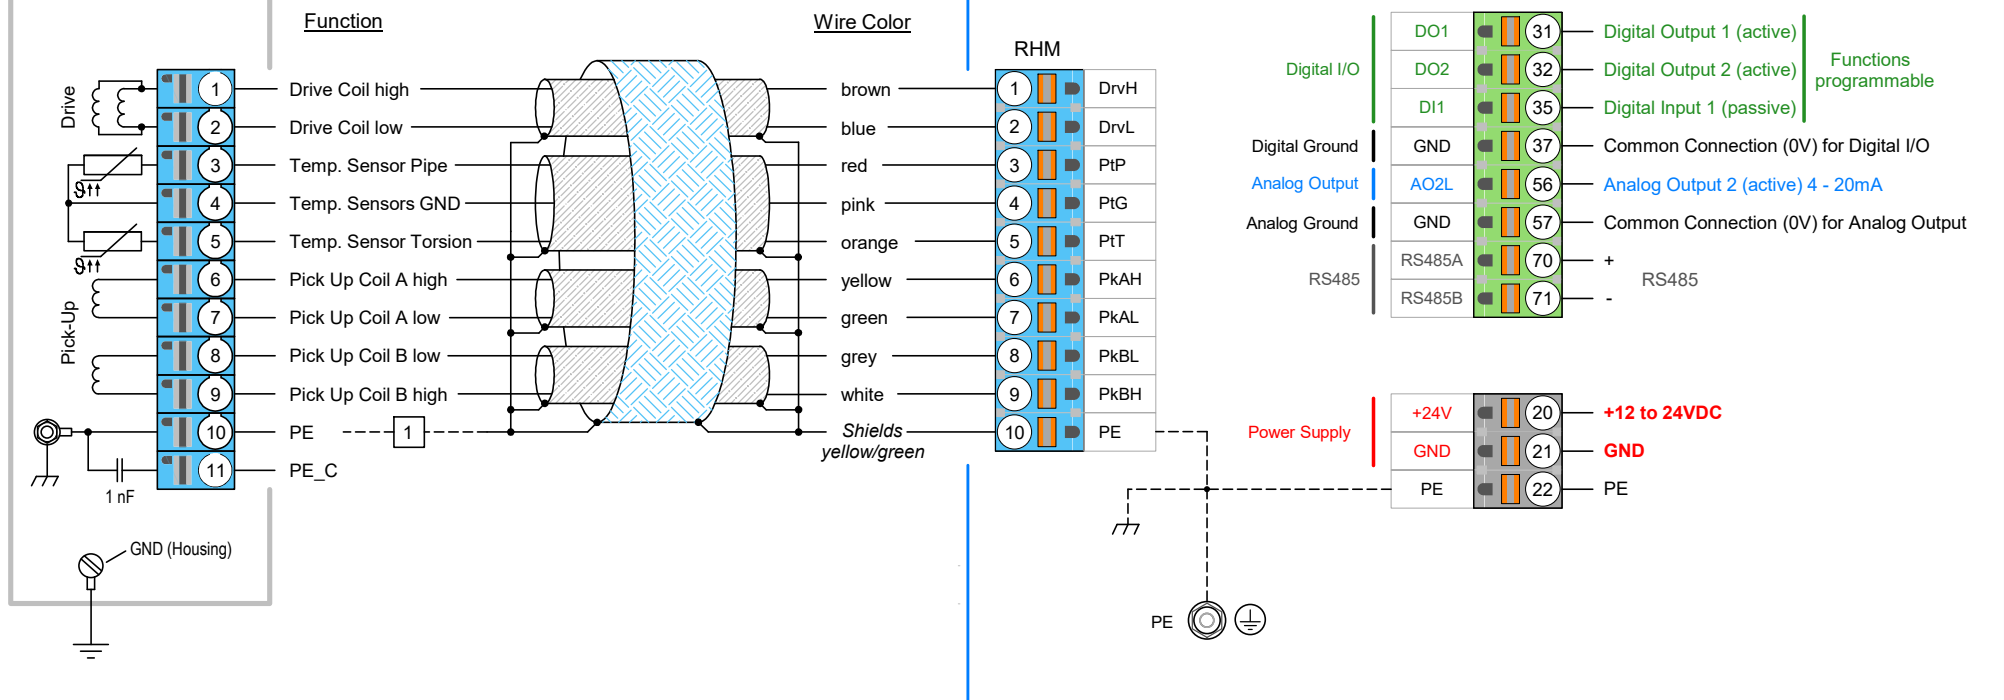 Function
Wire Color
RHM
Drive
Pick-Up
1 Drive Coil high brown 1 DrvH
2 Drive Coil low blue 2 DrvL
3 Temp. Sensor Pipe red 3 PtP
ϑ↑↑
4 Temp. Sensors GND pink 4 PtG
5 Temp. Sensor Torsion orange 5 PtT
ϑ↑↑
6 Pick Up Coil A high yellow 6 PkAH
7 Pick Up Coil A low green 7 PkAL
8 Pick Up Coil B low grey 8 PkBL
9 Pick Up Coil B high white 9 PkBH
10 PE 1 Shields 10 PE
yellow/green
11 PE_C
1 nF
GND (Housing)
PE
Digital I/O
DO1 31 Digital Output 1 (active)
DO2 32 Digital Output 2 (active)
DI1 35 Digital Input 1 (passive)
Functions
programmable
Digital Ground GND 37 Common Connection (0V) for Digital I/O
Analog Output AO2L 56 Analog Output 2 (active) 4 - 20mA
Analog Ground GND 57 Common Connection (0V) for Analog Output
RS485
RS485A 70 +
RS485B 71 -
RS485
Power Supply
+24V 20 +12 to 24VDC
GND 21 GND
PE 22 PE